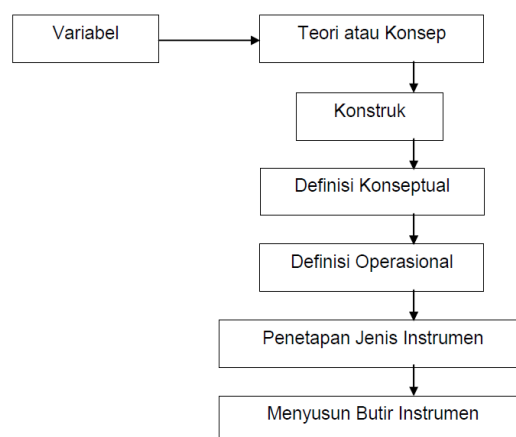 Variabel
Teori atau Konsep
Konstruk
Definisi Konseptual
Definisi Operasional
Penetapan Jenis Instrumen
Menyusun Butir Instrumen